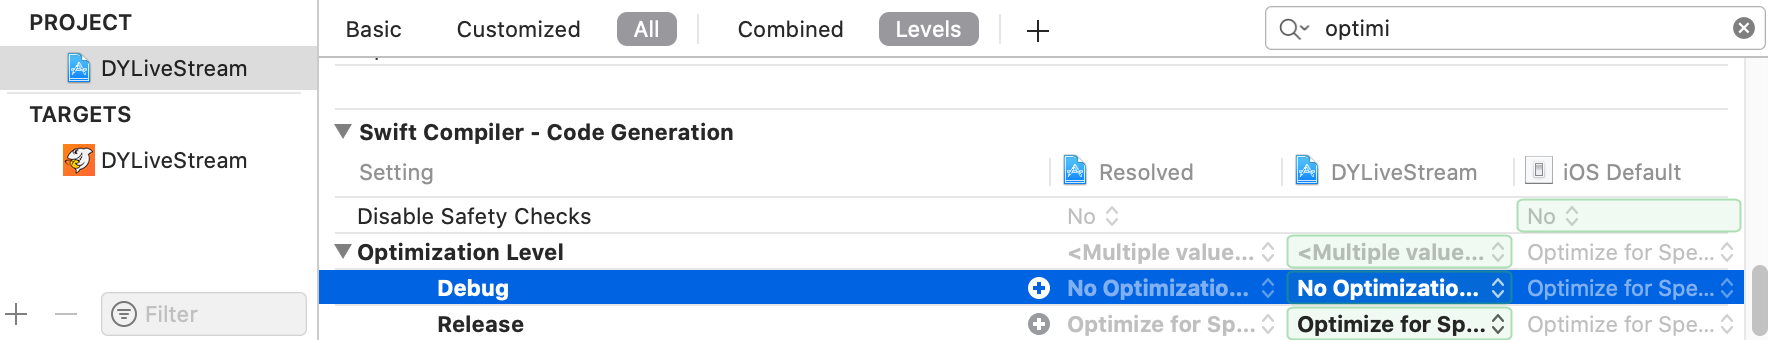 PROJECT
DYLiveStream
TARGETS
DYLiveStream
Filter
Basic Customized All Combined Levels optimi
Swift Compiler - Code Generation
Setting Resolved DYLiveStream iOS Default
Disable Safety Checks No No
Optimization Level <Multiple value... <Multiple value... Optimize for Spe...
Debug No Optimizatio... No Optimizatio... Optimize for Spe...
Release Optimize for Sp... Optimize for Sp... Optimize for Spe...